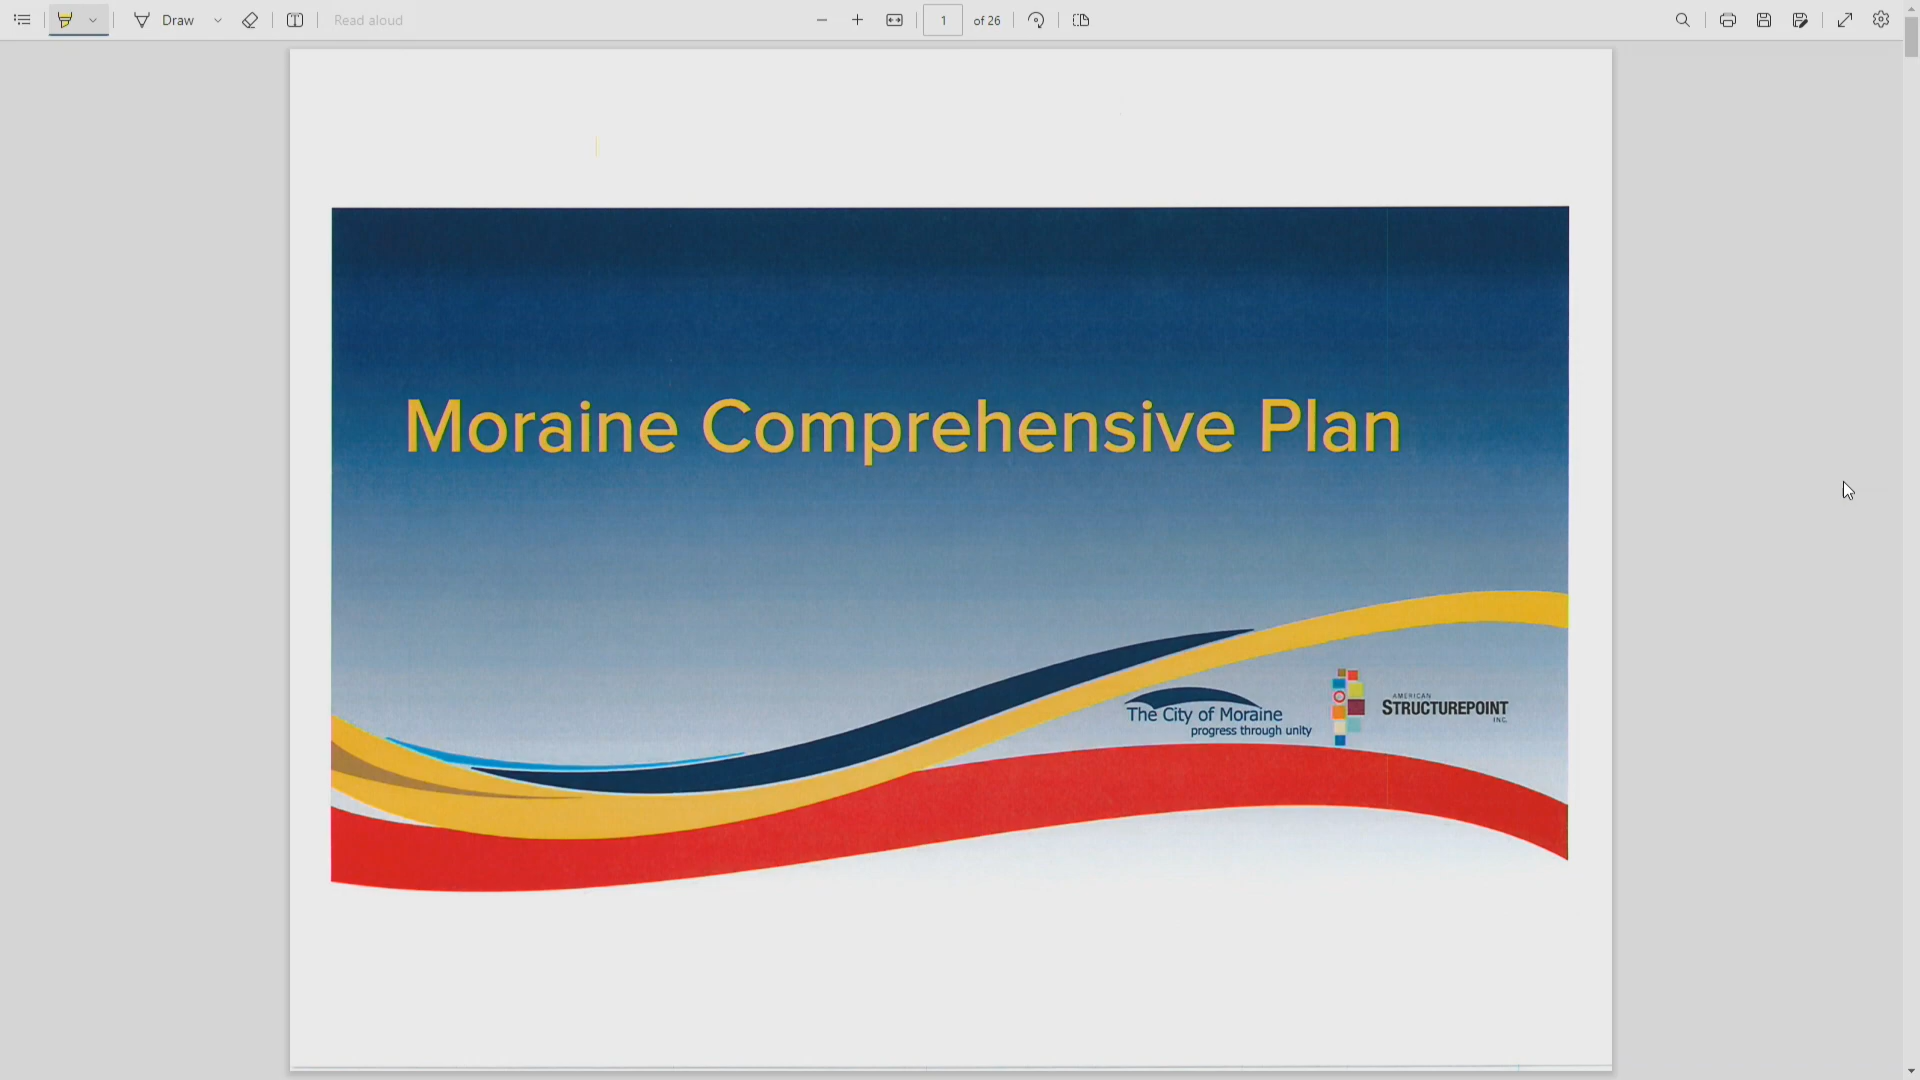 Draw
Read aloud
1 of 26
Moraine Comprehensive Plan
The City of Moraine
progress through unity
AMERICAN
STRUCTUREPOINT
INC.